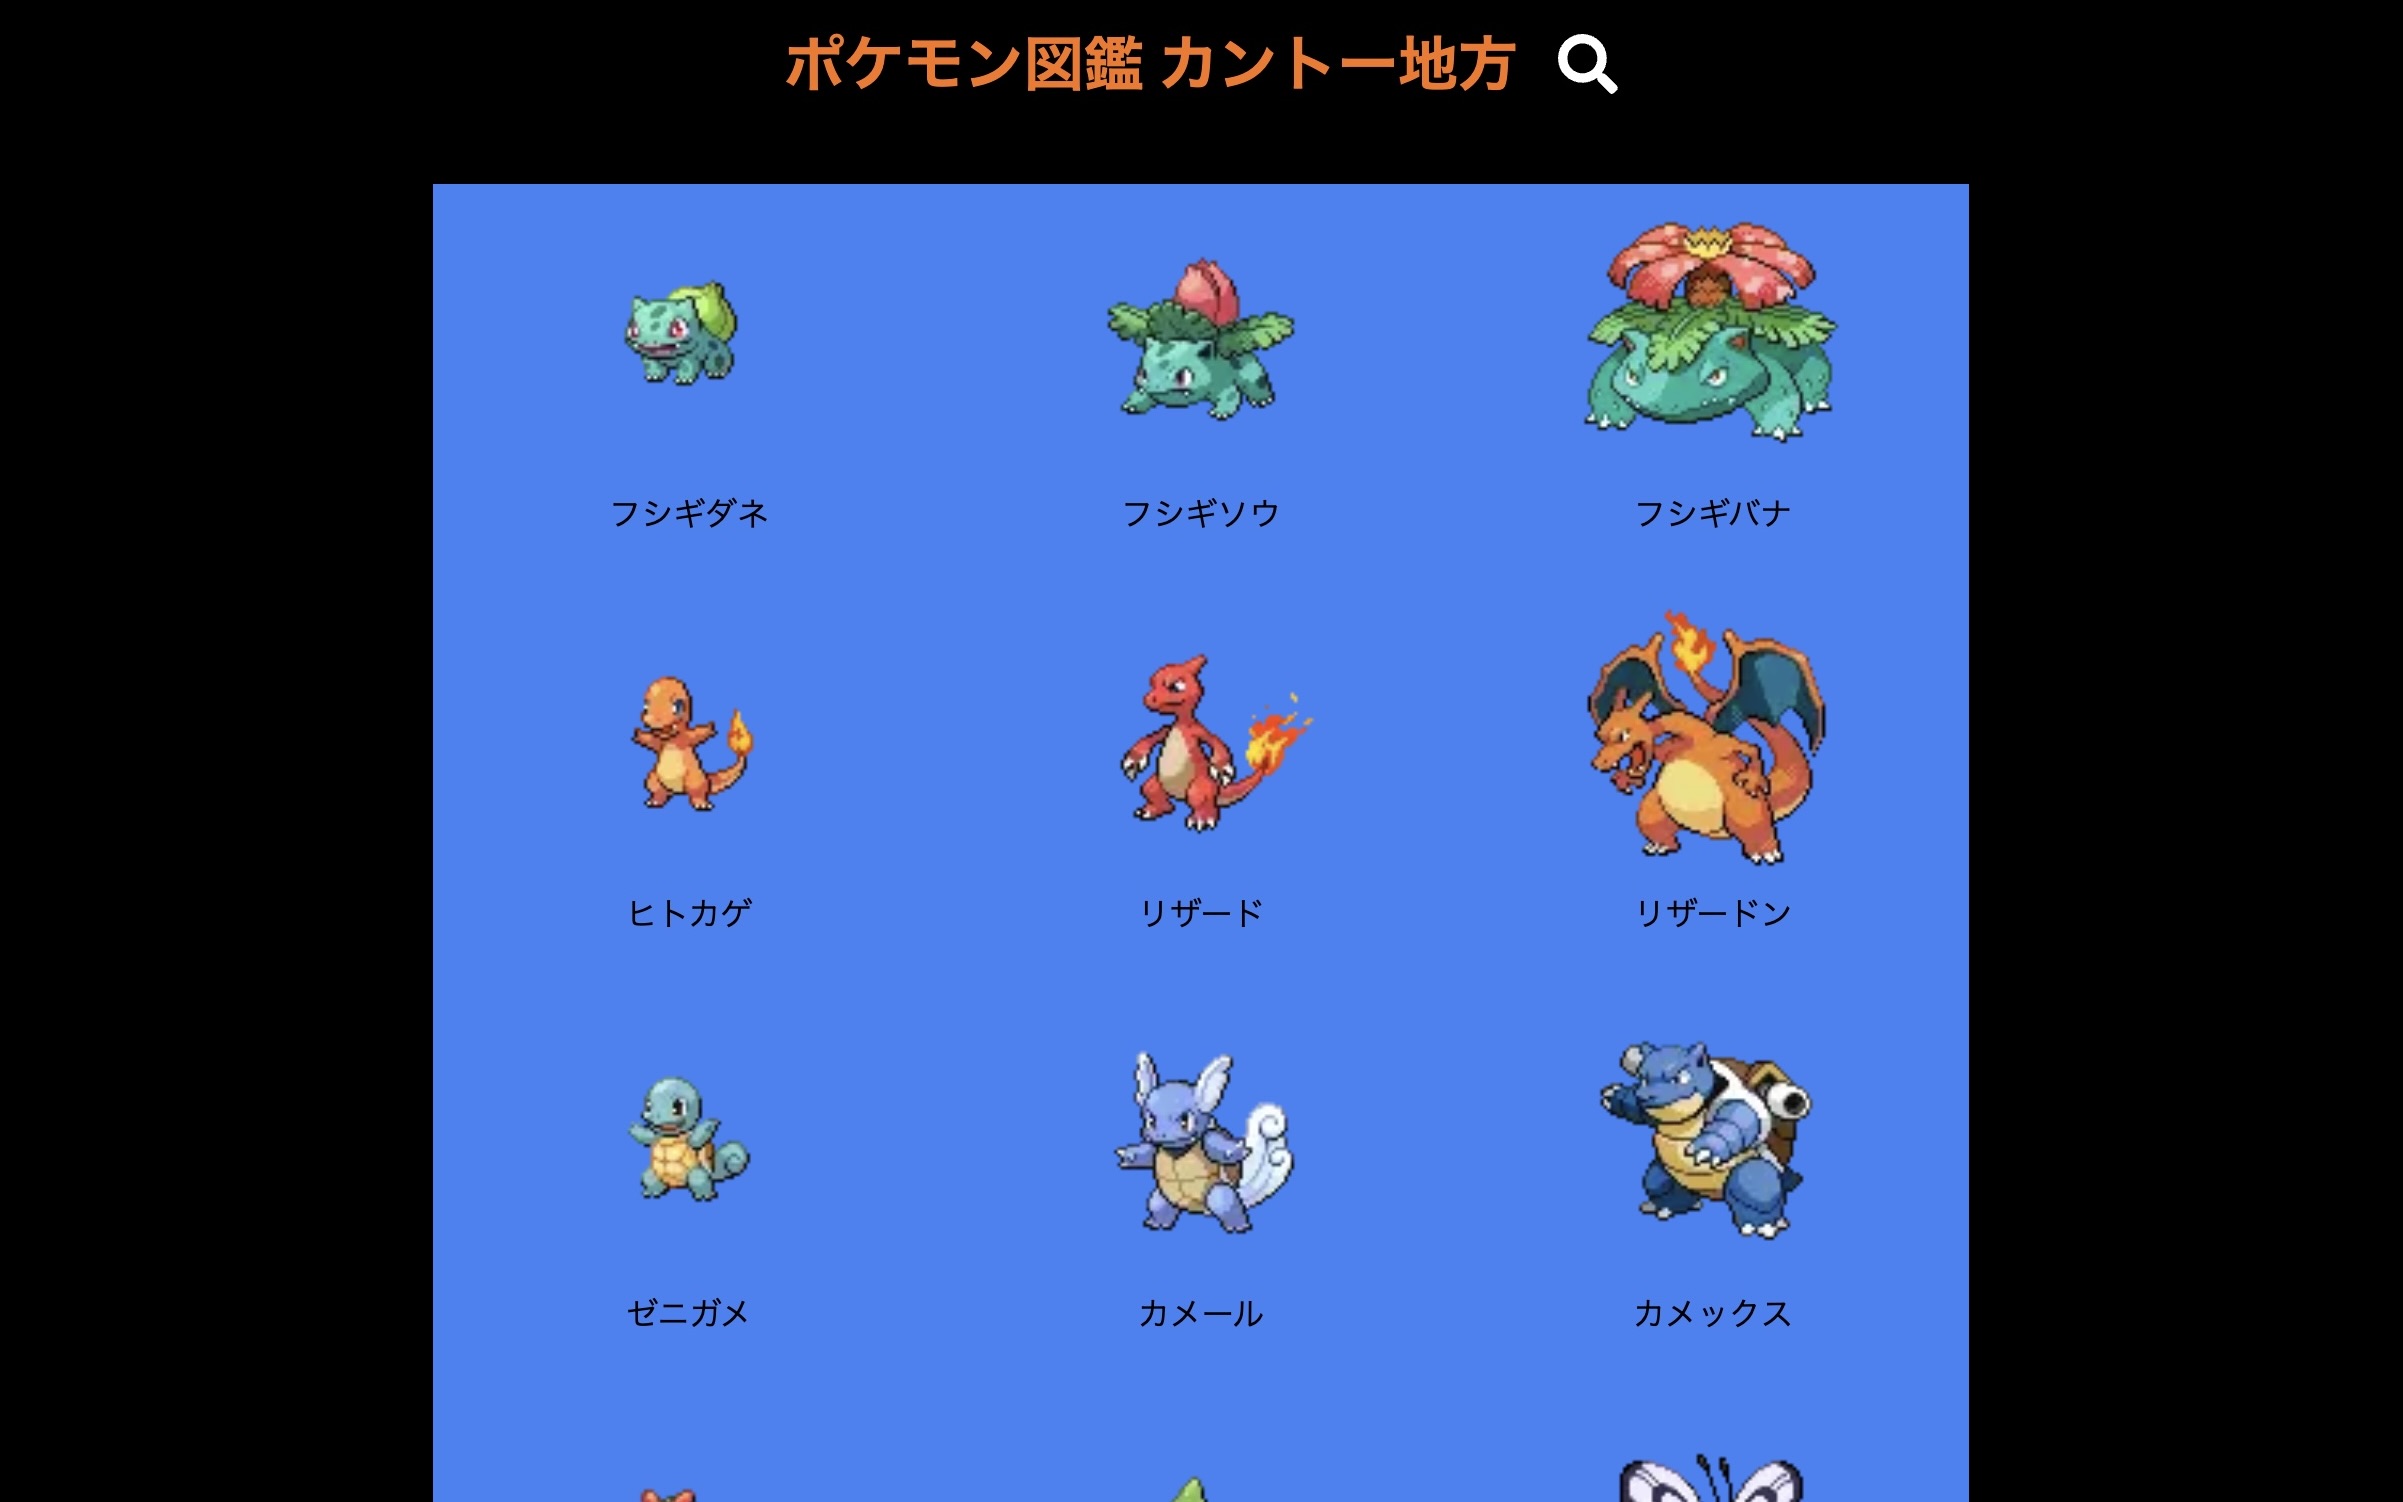 ポケモン図鑑 カントー地方
フシギダネ
フシギソウ
フシギバナ
ヒトカゲ
リザード
リザードン
ゼニガメ
カメール
カメックス